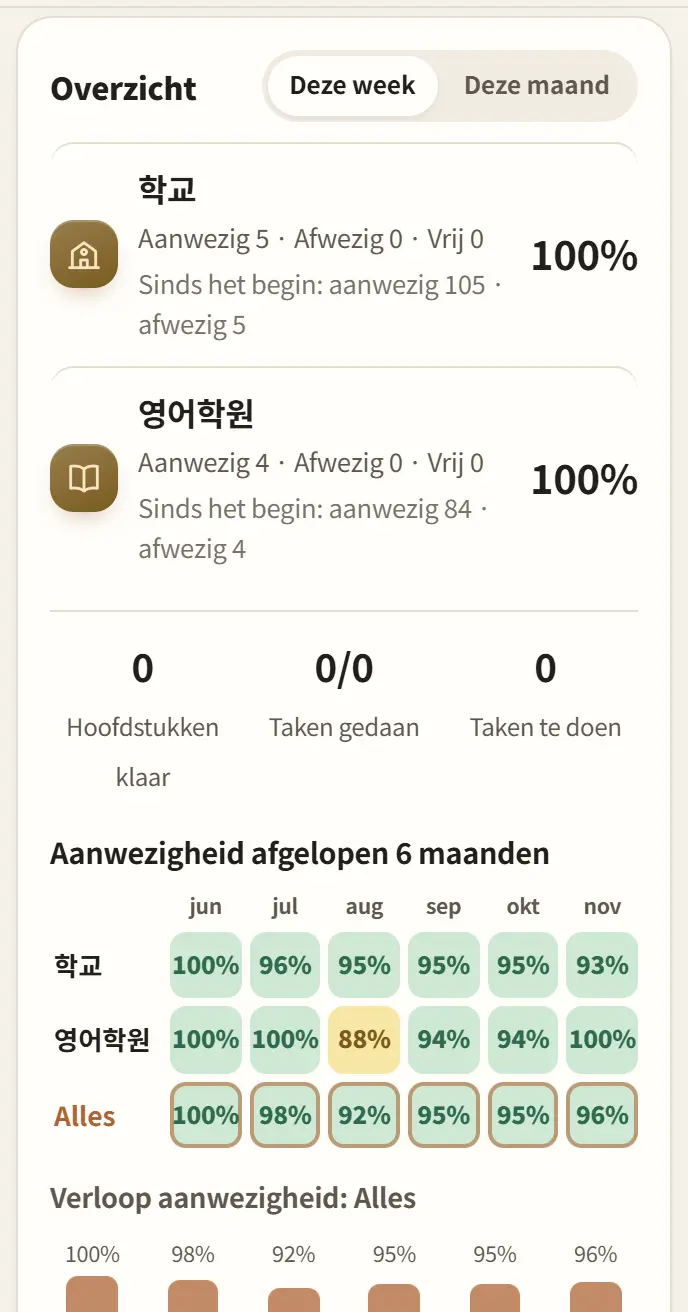 Overzicht
Deze week
Deze maand
학교
Aanwezig 5 · Afwezig 0 · Vrij 0
Sinds het begin: aanwezig 105 ·
afwezig 5
100%
영어학원
Aanwezig 4 · Afwezig 0 · Vrij 0
Sinds het begin: aanwezig 84 ·
afwezig 4
100%
0 0/0 0
Hoofdstukken klaar
Taken gedaan
Taken te doen
Aanwezigheid afgelopen 6 maanden
jun jul aug sep okt nov
학교 100% 96% 95% 95% 95% 93%
영어학원 100% 100% 88% 94% 94% 100%
Alles 100% 98% 92% 95% 95% 96%
Verloop aanwezigheid: Alles
100% 98% 92% 95% 95% 96%